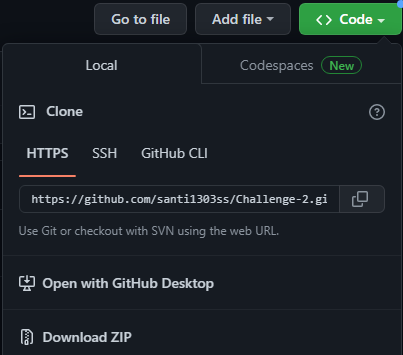 Go to file Add file <> Code
Local Codespaces New
Clone
HTTPS SSH GitHub CLI
https://github.com/santi1303ss/Challenge-2.gi
Use Git or checkout with SVN using the web URL.
Open with GitHub Desktop
Download ZIP